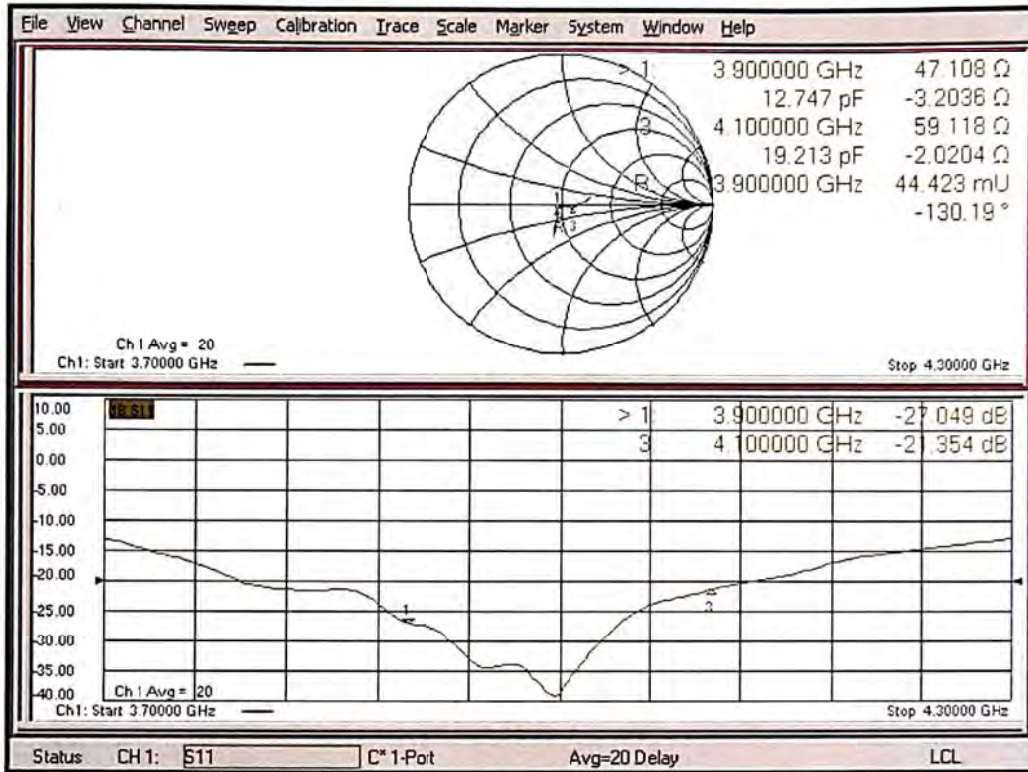 File View Channel Sweep Calibration Trace Scale Marker System Window Help
> 1: 3.900000 GHz 47.108 Ω
12.747 pF -3.2036 Ω
3 4.100000 GHz 59.118 Ω
19.213 pF -2.0204 Ω
R 3.900000 GHz 44.423 mU
-130.19 °
1
3
Ch1 Avg = 20
Ch1: Start 3.70000 GHz
Stop 4.30000 GHz
10.00 dB S11 > 1: 3.900000 GHz -27.049 dB
5.00 3 4.100000 GHz -21.354 dB
0.00
-5.00
-10.00
-15.00
-20.00
-25.00 1 3
-30.00
-35.00
-40.00 Ch1 Avg = 20
Ch1: Start 3.70000 GHz Stop 4.30000 GHz
Status CH 1: S11 C* 1-Port Avg=20 Delay LCL